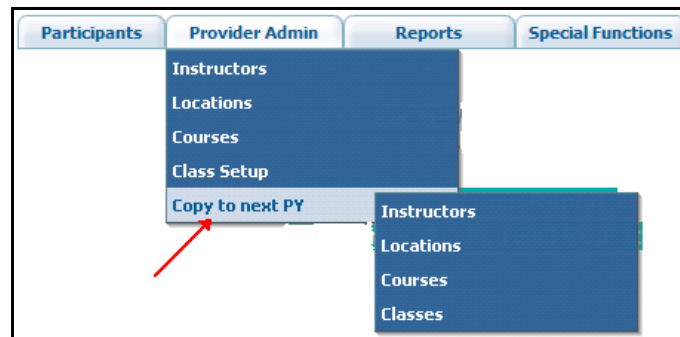 Participants Provider Admin Reports Special Functions
Instructors
Locations
Courses
Class Setup
Copy to next PY
Instructors
Locations
Courses
Classes